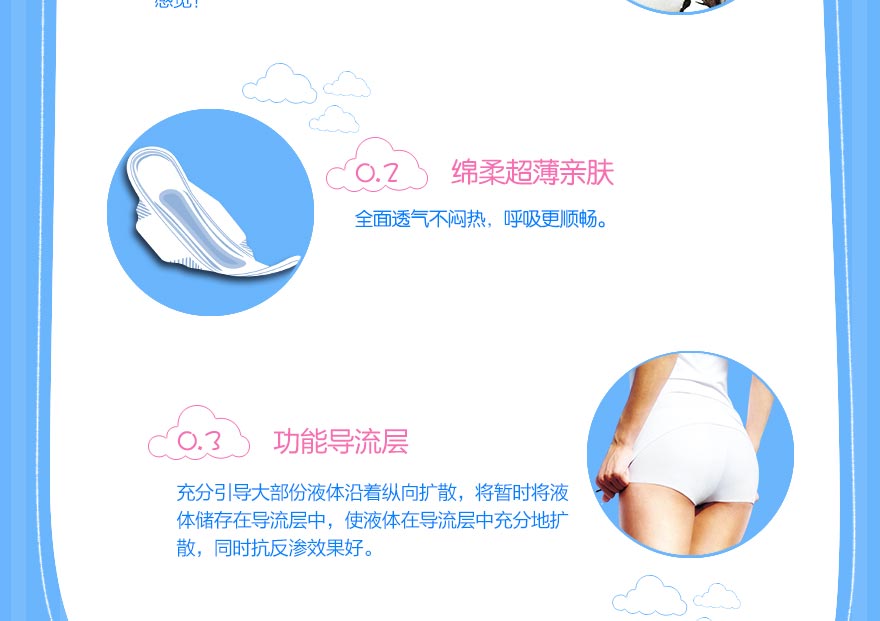 感觉!
0.2
绵柔超薄亲肤
全面透气不闷热，呼吸更顺畅。
0.3
功能导流层
充分引导大部份液体沿着纵向扩散，将暂时将液
体储存在导流层中，使液体在导流层中充分地扩
散，同时抗反渗效果好。